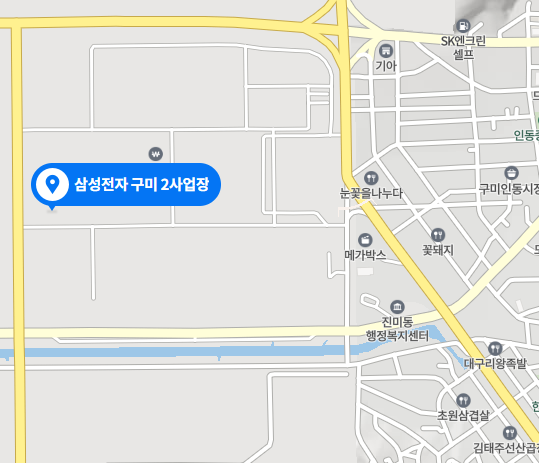 SK엔크린
셀프
기아
인동
삼성전자 구미 2사업장
눈꽃을나누다
구미인동시장
메가박스
꽃돼지
진미동
행정복지센터
대구리왕족발
초원삼겹살
김태주선산곱